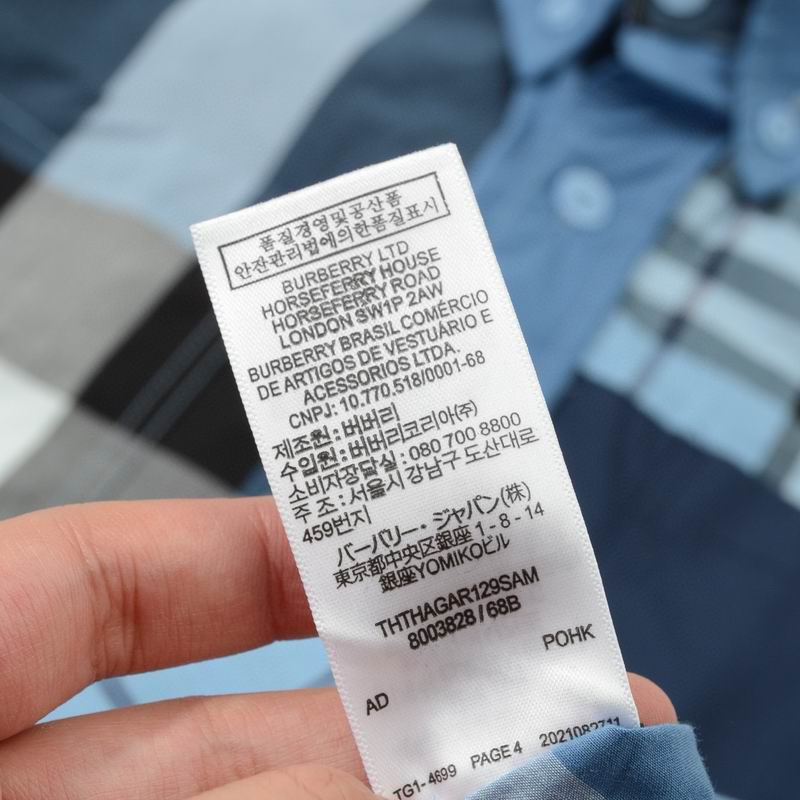 품질경영및공산품
안전관리법에의한품질표시
BURBERRY LTD
HORSEFERRY HOUSE
HORSEFERRY ROAD
LONDON SW1P 2AW
BURBERRY BRASIL COMÉRCIO
DE ARTIGOS DE VESTUÁRIO E
ACESSORIOS LTDA.
CNPJ: 10.770.518/0001-68
제조원 : 버버리
수입원 : 버버리코리아(주)
소비자장달실 : 080 700 8800
주 조 : 서울시 강남구 도산대로
459번지
バーバリー・ジャパン(株)
東京都中央区銀座 1 - 8 - 14
銀座YOMIKOビル
THTHAGAR129SAM
8003828 / 68B
POHK
AD
TG1-4699 PAGE 4